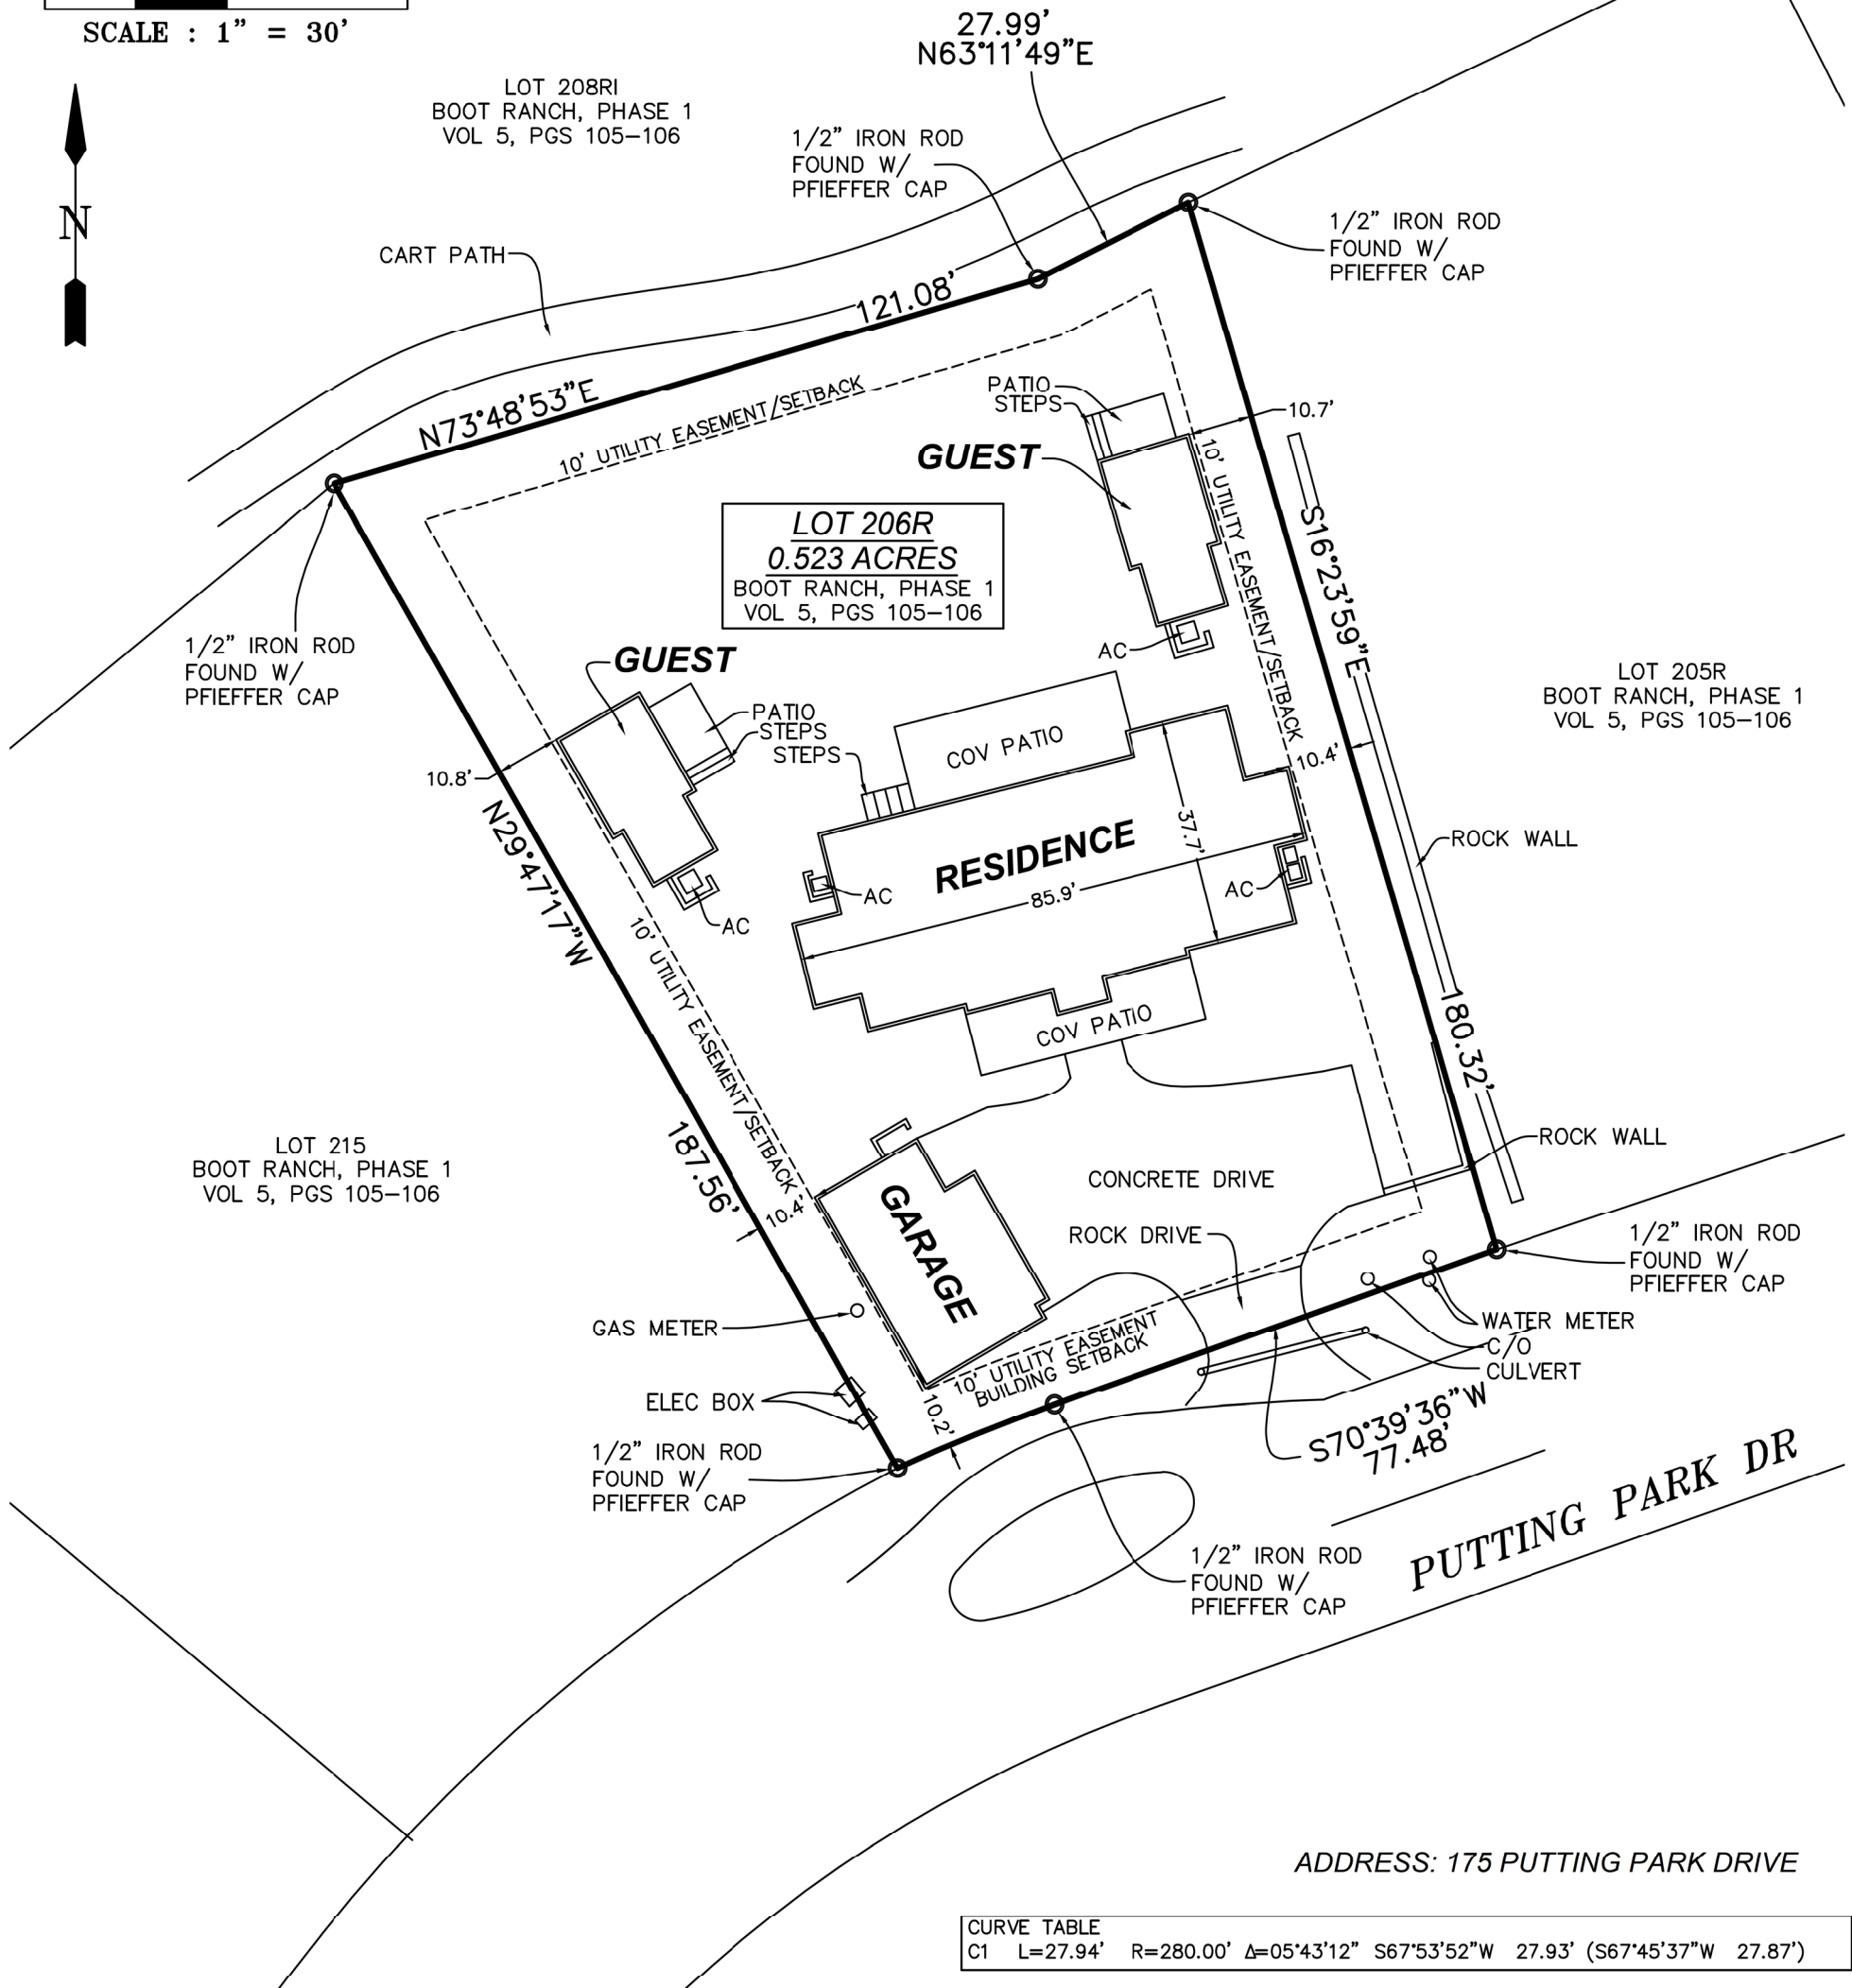 SCALE : 1" = 30'
27.99'
N63°11'49"E
N
LOT 208RI
BOOT RANCH, PHASE 1
VOL 5, PGS 105-106
1/2" IRON ROD
FOUND W/
PFIEFFER CAP
1/2" IRON ROD
FOUND W/
PFIEFFER CAP
CART PATH
121.08'
N73°48'53"E
10' UTILITY EASEMENT/SETBACK
PATIO
STEPS
10.7'
GUEST
10' UTILITY EASEMENT/SETBACK
S16°23'59"E
LOT 206R
0.523 ACRES
BOOT RANCH, PHASE 1
VOL 5, PGS 105-106
1/2" IRON ROD
FOUND W/
PFIEFFER CAP
GUEST
AC
LOT 205R
BOOT RANCH, PHASE 1
VOL 5, PGS 105-106
PATIO
STEPS
STEPS
COV PATIO
10.4'
10.8'
N29°47'17"W
37.7'
RESIDENCE
ROCK WALL
85.9'
AC
AC
AC
10' UTILITY EASEMENT/SETBACK
COV PATIO
180.32'
LOT 215
BOOT RANCH, PHASE 1
VOL 5, PGS 105-106
187.56'
ROCK WALL
CONCRETE DRIVE
10.4'
GARAGE
ROCK DRIVE
1/2" IRON ROD
FOUND W/
PFIEFFER CAP
GAS METER
WATER METER
C/O
CULVERT
10' UTILITY EASEMENT
BUILDING SETBACK
ELEC BOX
10.2'
S70°39'36"W
77.48'
1/2" IRON ROD
FOUND W/
PFIEFFER CAP
PUTTING PARK DR
1/2" IRON ROD
FOUND W/
PFIEFFER CAP
ADDRESS: 175 PUTTING PARK DRIVE
CURVE TABLE
C1 L=27.94' R=280.00' Δ=05°43'12" S67°53'52"W 27.93' (S67°45'37"W 27.87')